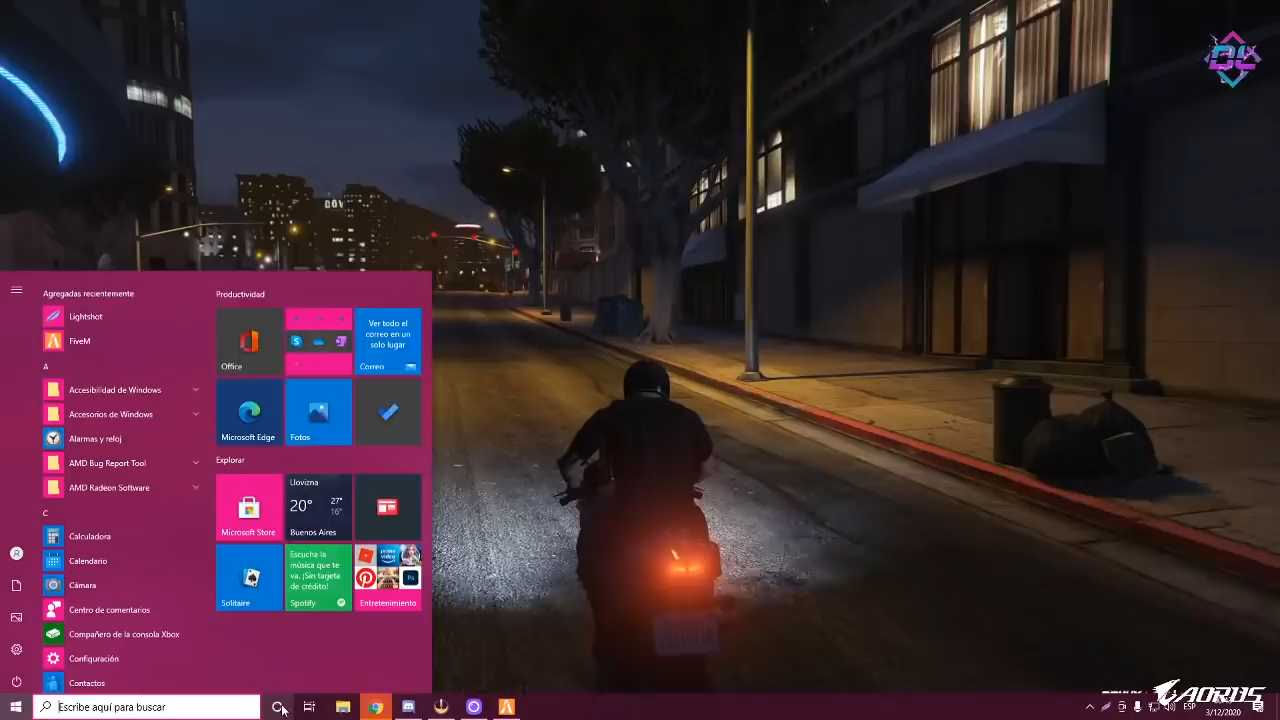 Agregadas recientemente
Lightshot
FiveM
A
Accesibilidad de Windows
Accesorios de Windows
Alarmas y reloj
AMD Bug Report Tool
AMD Radeon Software
C
Calculadora
Calendario
Cámara
Centro de comentarios
Compañero de la consola Xbox
Configuración
Contactos
Productividad
Office
Ver todo el
correo en un
solo lugar
Correo
Microsoft Edge
Fotos
Explorar
Microsoft Store
Llovizna
20°
27°
16°
Buenos Aires
Solitaire
Escucha la
música que te
va. ¡Sin tarjeta
de crédito!
Spotify
prime video
Ps
Entretenimiento
Escribe aquí para buscar
AORUS
ESP
3/12/2020